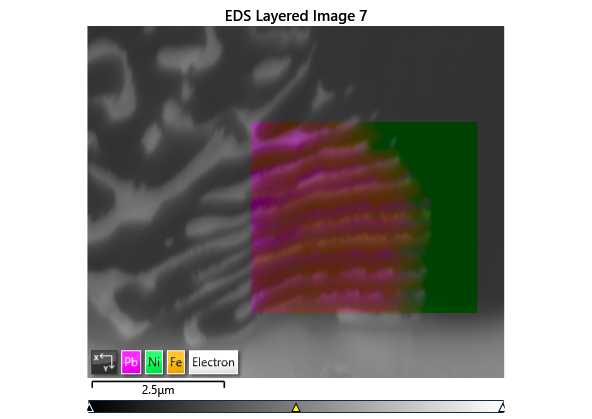 EDS Layered Image 7
X Y Pb Ni Fe Electron
2.5µm